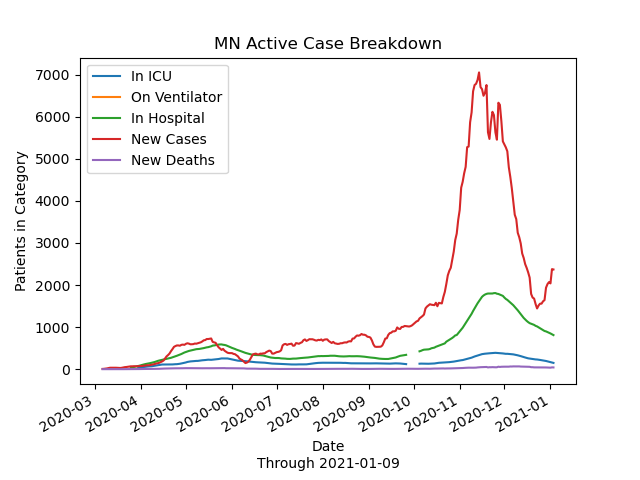 MN Active Case Breakdown
In ICU
On Ventilator
In Hospital
New Cases
New Deaths
Patients in Category
7000
6000
5000
4000
3000
2000
1000
0
2020-03
2020-04
2020-05
2020-06
2020-07
2020-08
2020-09
2020-10
2020-11
2020-12
2021-01
Date
Through 2021-01-09